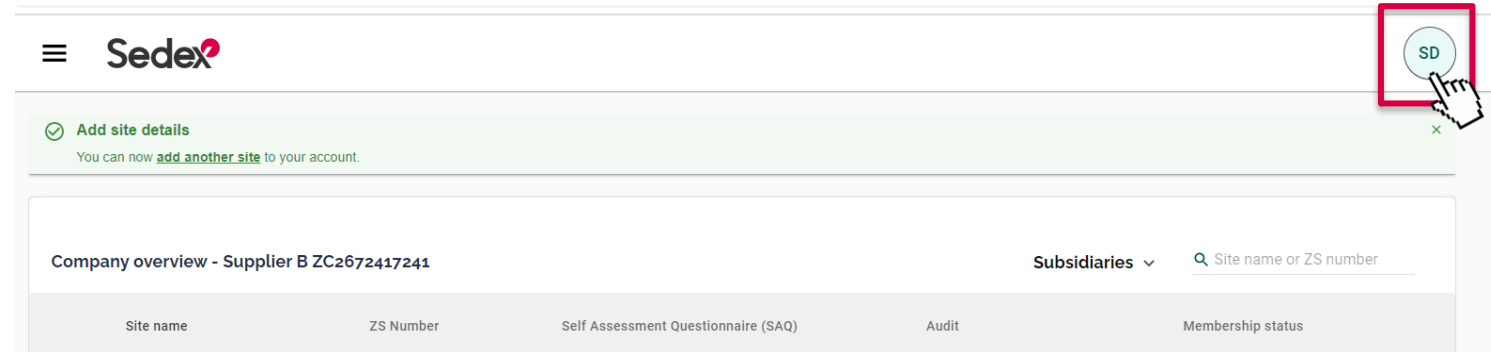 Sedex
SD
Add site details
You can now add another site to your account.
Company overview - Supplier B ZC2672417241
Subsidiaries
Site name or ZS number
Site name ZS Number Self Assessment Questionnaire (SAQ) Audit Membership status